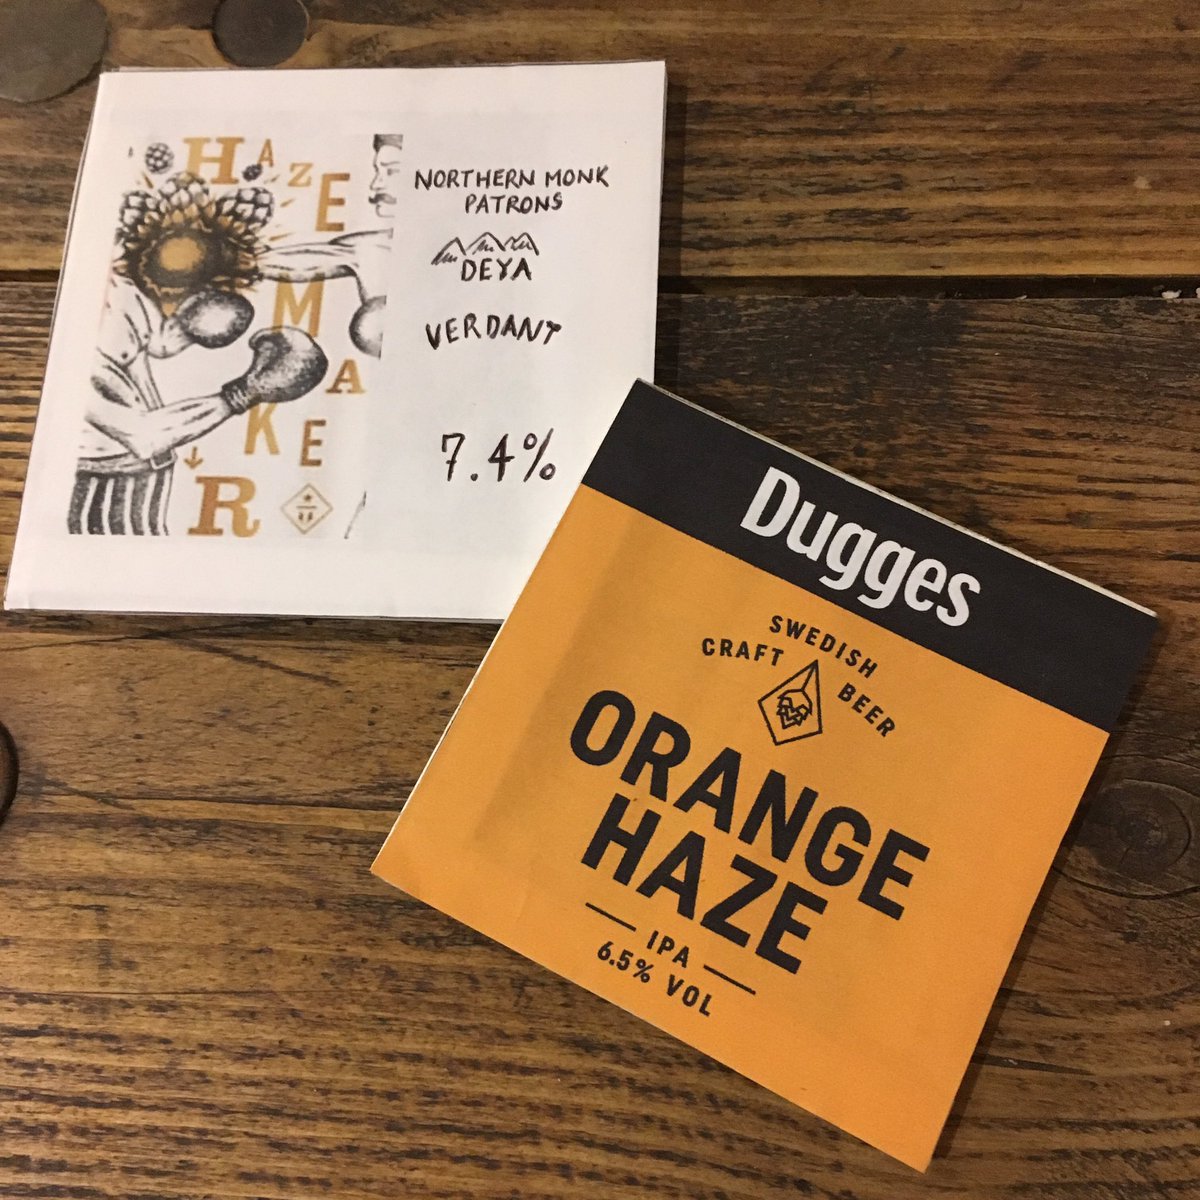 HAZEMAKER
NORTHERN MONK
PATRONS
DEYA
VERDANT
7.4%
Dugges
SWEDISH
CRAFT BEER
ORANGE
HAZE
IPA
6.5% VOL